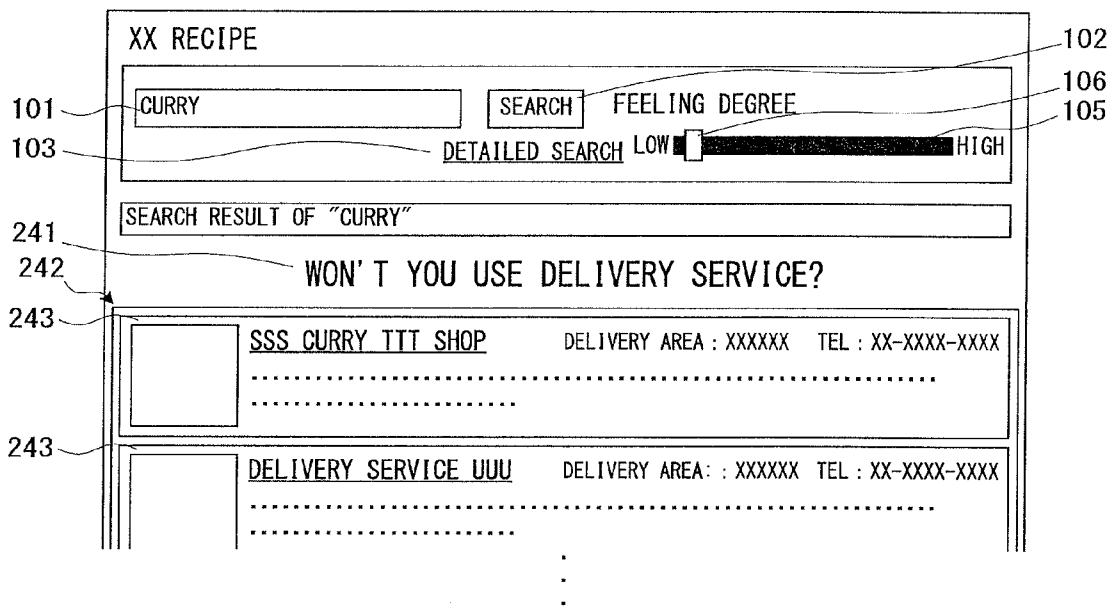 XX RECIPE
102
106
101 CURRY SEARCH FEELING DEGREE
105
103 DETAILED SEARCH LOW HIGH
SEARCH RESULT OF "CURRY"
241
WON'T YOU USE DELIVERY SERVICE?
242
243
SSS CURRY TTT SHOP DELIVERY AREA : XXXXXX TEL : XX-XXXX-XXXX
243
DELIVERY SERVICE UUU DELIVERY AREA: : XXXXXX TEL : XX-XXXX-XXXX